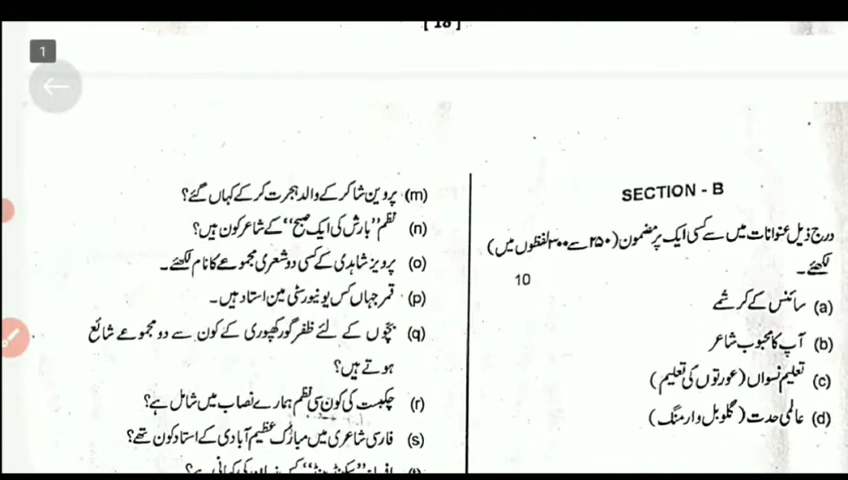 [ 18 ]
1
(m) پروین شاکر کے والد ہجرت کر کے کہاں گئے؟
(n) نظم ”بارش کی ایک صبح“ کے شاعر کون ہیں؟
(o) پرویز شاہدی کے کسی دو شعری مجموعے کا نام لکھئے۔
(p) قمر جہاں کس یونیورسٹی مین استاد ہیں۔
(q) بچوں کے لئے ظفر گورکھپوری کے کون سے دو مجموعے شائع
ہوتے ہیں؟
(r) چکبست کی کون سی نظم ہمارے نصاب میں شامل ہے؟
(s) فارسی شاعری میں مبارک عظیم آبادی کے استاد کون تھے؟
SECTION - B
درج ذیل عنوانات میں سے کسی ایک پر مضمون (۲۵۰ سے ۳۰۰ لفظوں میں)
لکھئے۔
10
(a) سائنس کے کرشمے
(b) آپ کا محبوب شاعر
(c) تعلیم نسواں (عورتوں کی تعلیم)
(d) عالمی حدت (گلوبل وارمنگ)